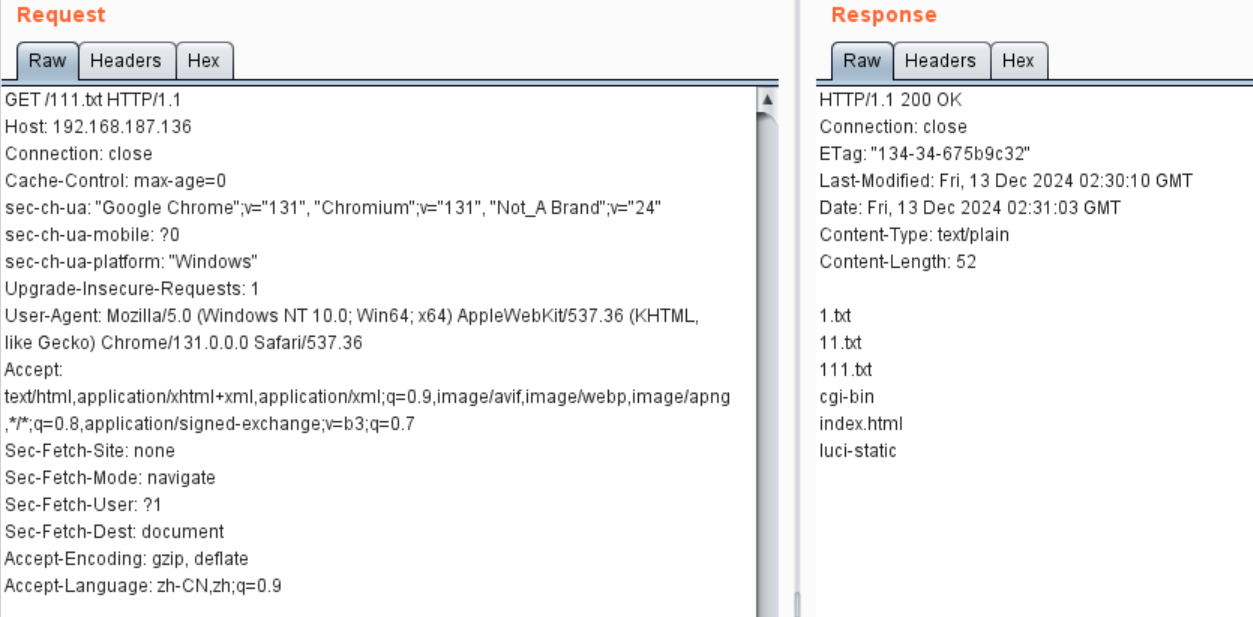 Request
Raw Headers Hex
GET /111.txt HTTP/1.1
Host: 192.168.187.136
Connection: close
Cache-Control: max-age=0
sec-ch-ua: "Google Chrome";v="131", "Chromium";v="131", "Not_A Brand";v="24"
sec-ch-ua-mobile: ?0
sec-ch-ua-platform: "Windows"
Upgrade-Insecure-Requests: 1
User-Agent: Mozilla/5.0 (Windows NT 10.0; Win64; x64) AppleWebKit/537.36 (KHTML,
like Gecko) Chrome/131.0.0.0 Safari/537.36
Accept:
text/html,application/xhtml+xml,application/xml;q=0.9,image/avif,image/webp,image/apng
,*/*;q=0.8,application/signed-exchange;v=b3;q=0.7
Sec-Fetch-Site: none
Sec-Fetch-Mode: navigate
Sec-Fetch-User: ?1
Sec-Fetch-Dest: document
Accept-Encoding: gzip, deflate
Accept-Language: zh-CN,zh;q=0.9
Response
Raw Headers Hex
HTTP/1.1 200 OK
Connection: close
ETag: "134-34-675b9c32"
Last-Modified: Fri, 13 Dec 2024 02:30:10 GMT
Date: Fri, 13 Dec 2024 02:31:03 GMT
Content-Type: text/plain
Content-Length: 52
1.txt
11.txt
111.txt
cgi-bin
index.html
luci-static